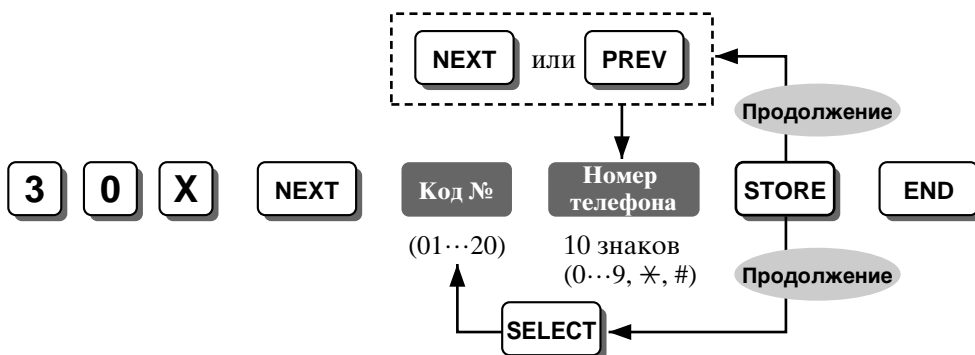 NEXT или PREV
Продолжение
3 0 X NEXT Код № Номер телефона STORE END
(01···20) 10 знаков
(0···9, ✳, #)
Продолжение
SELECT